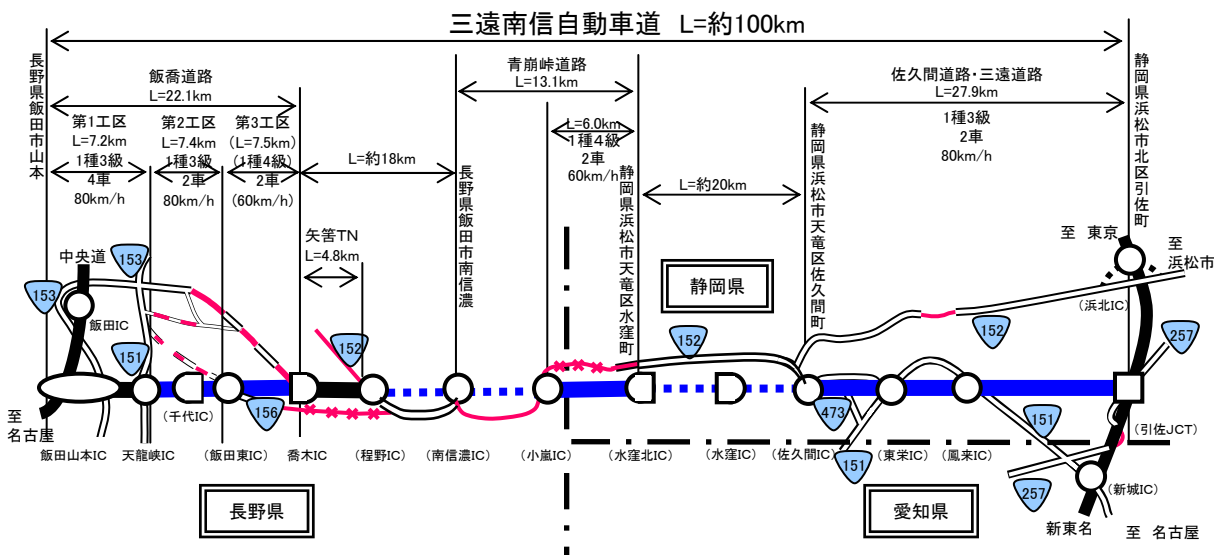 三遠南信自動車道 L=約100km
長野県飯田市山本
飯喬道路
L=22.1km
第1工区
L=7.2km
1種3級
4車
80km/h
第2工区
L=7.4km
1種3級
2車
80km/h
第3工区
(L=7.5km)
(1種4級)
2車
(60km/h)
L=約18km
矢筈TN
L=4.8km
長野県飯田市南信濃
青崩峠道路
L=13.1km
L=6.0km
1種4級
2車
60km/h
静岡県浜松市天竜区水窪町
L=約20km
静岡県浜松市天竜区佐久間町
佐久間道路・三遠道路
L=27.9km
1種3級
2車
80km/h
静岡県浜松市北区引佐町
中央道
153
153
飯田IC
151
152
静岡県
152
152
至 東京
至
浜松市
(浜北IC)
257
至
名古屋
飯田山本IC
天龍峡IC
(千代IC)
(飯田東IC)
156
喬木IC
(程野IC)
(南信濃IC)
(小嵐IC)
(水窪北IC)
(水窪IC)
(佐久間IC)
473
151
(東栄IC)
(鳳来IC)
151
(引佐JCT)
257
(新城IC)
新東名
至 名古屋
長野県
愛知県